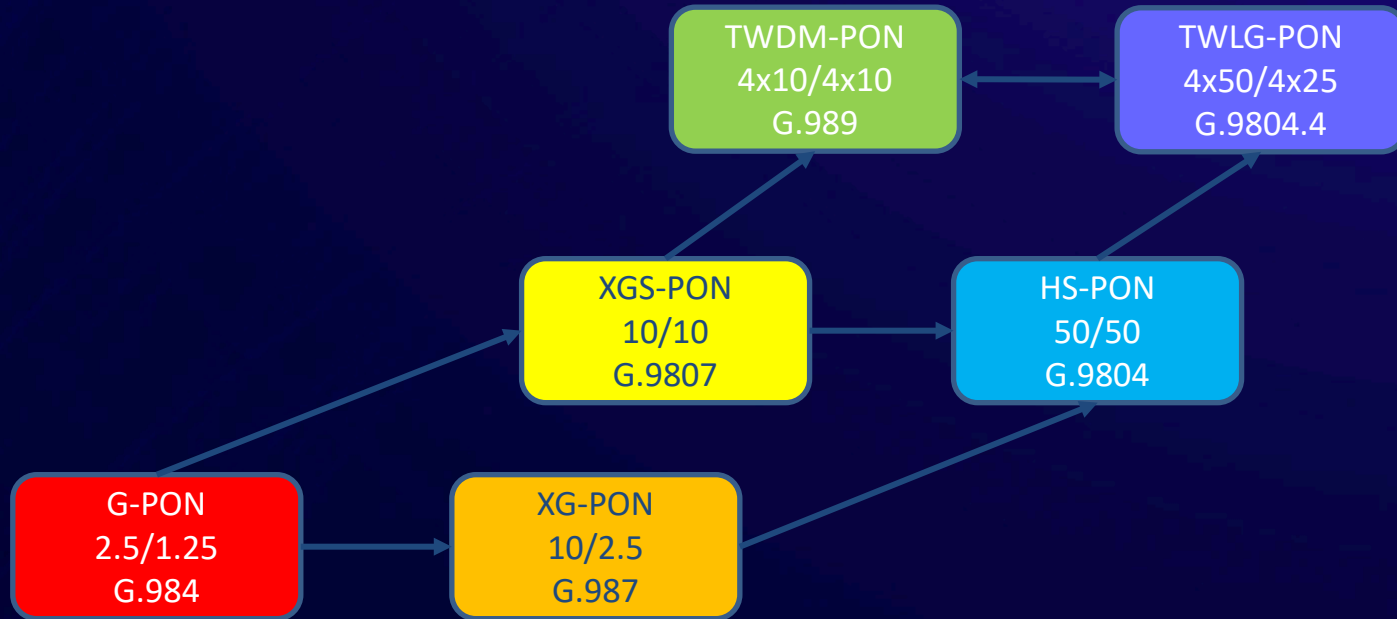 TWDM-PON
4x10/4x10
G.989
TWLG-PON
4x50/4x25
G.9804.4
XGS-PON
10/10
G.9807
HS-PON
50/50
G.9804
G-PON
2.5/1.25
G.984
XG-PON
10/2.5
G.987